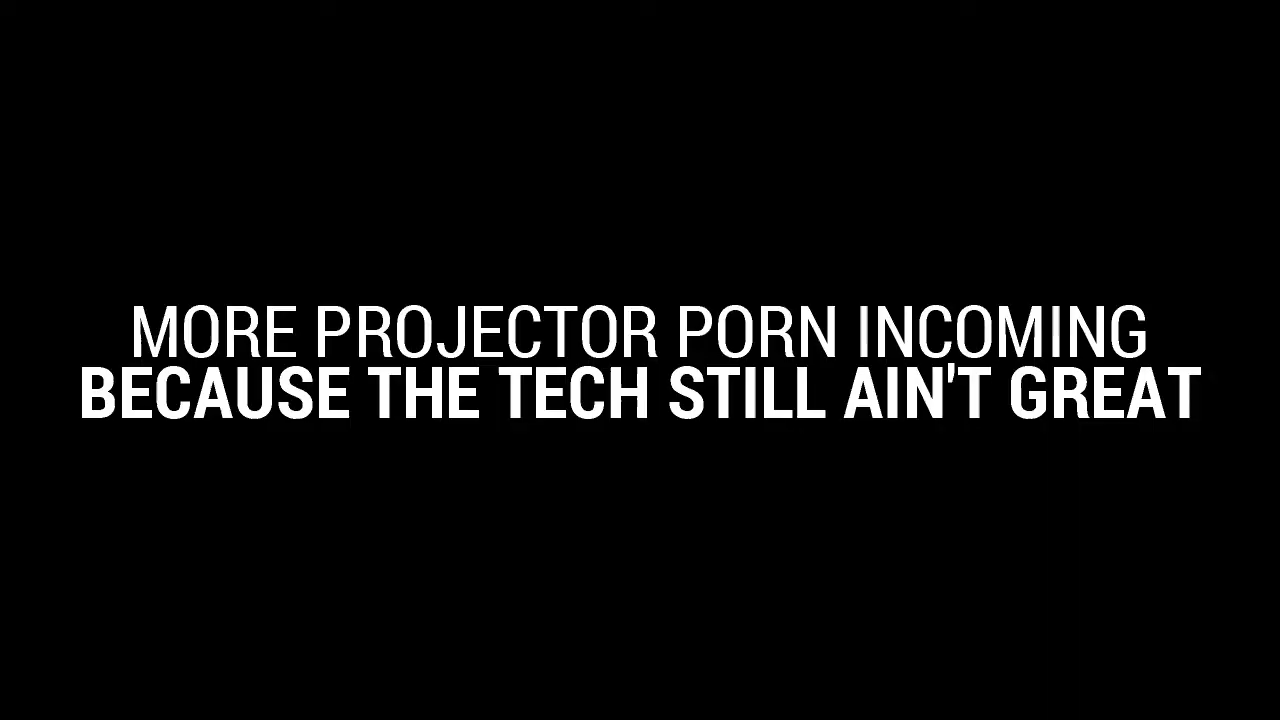 MORE PROJECTOR PORN INCOMING
BECAUSE THE TECH STILL AIN'T GREAT